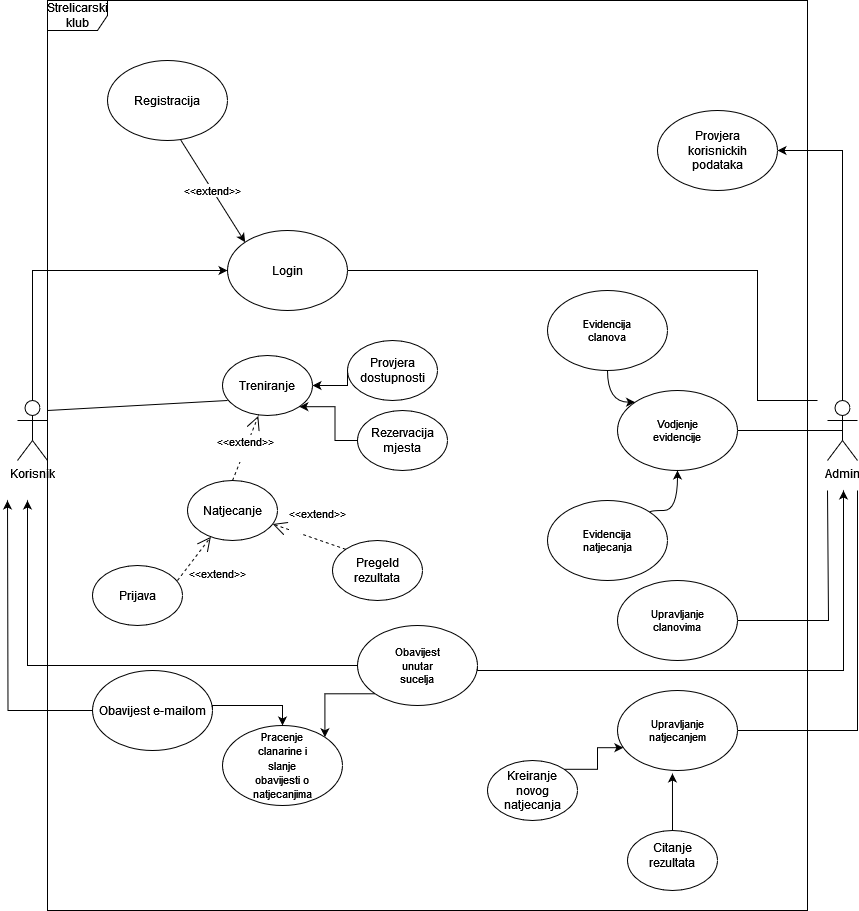 Strelicarski
klub
Registracija
Provjera
korisnickih
podataka
<<extend>>
Login
Evidencija
clanova
Provjera
dostupnosti
Treniranje
Rezervacija
mjesta
Vodjenje
evidencije
<<extend>>
Korisnik
Admin
Natjecanje
<<extend>>
Evidencija
natjecanja
Pregeld
rezultata
<<extend>>
Prijava
Upravljanje
clanovima
Obavijest
unutar
sucelja
Obavijest e-mailom
Pracenje
clanarine i
slanje
obavijesti o
natjecanjima
Upravljanje
natjecanjem
Kreiranje
novog
natjecanja
Citanje
rezultata